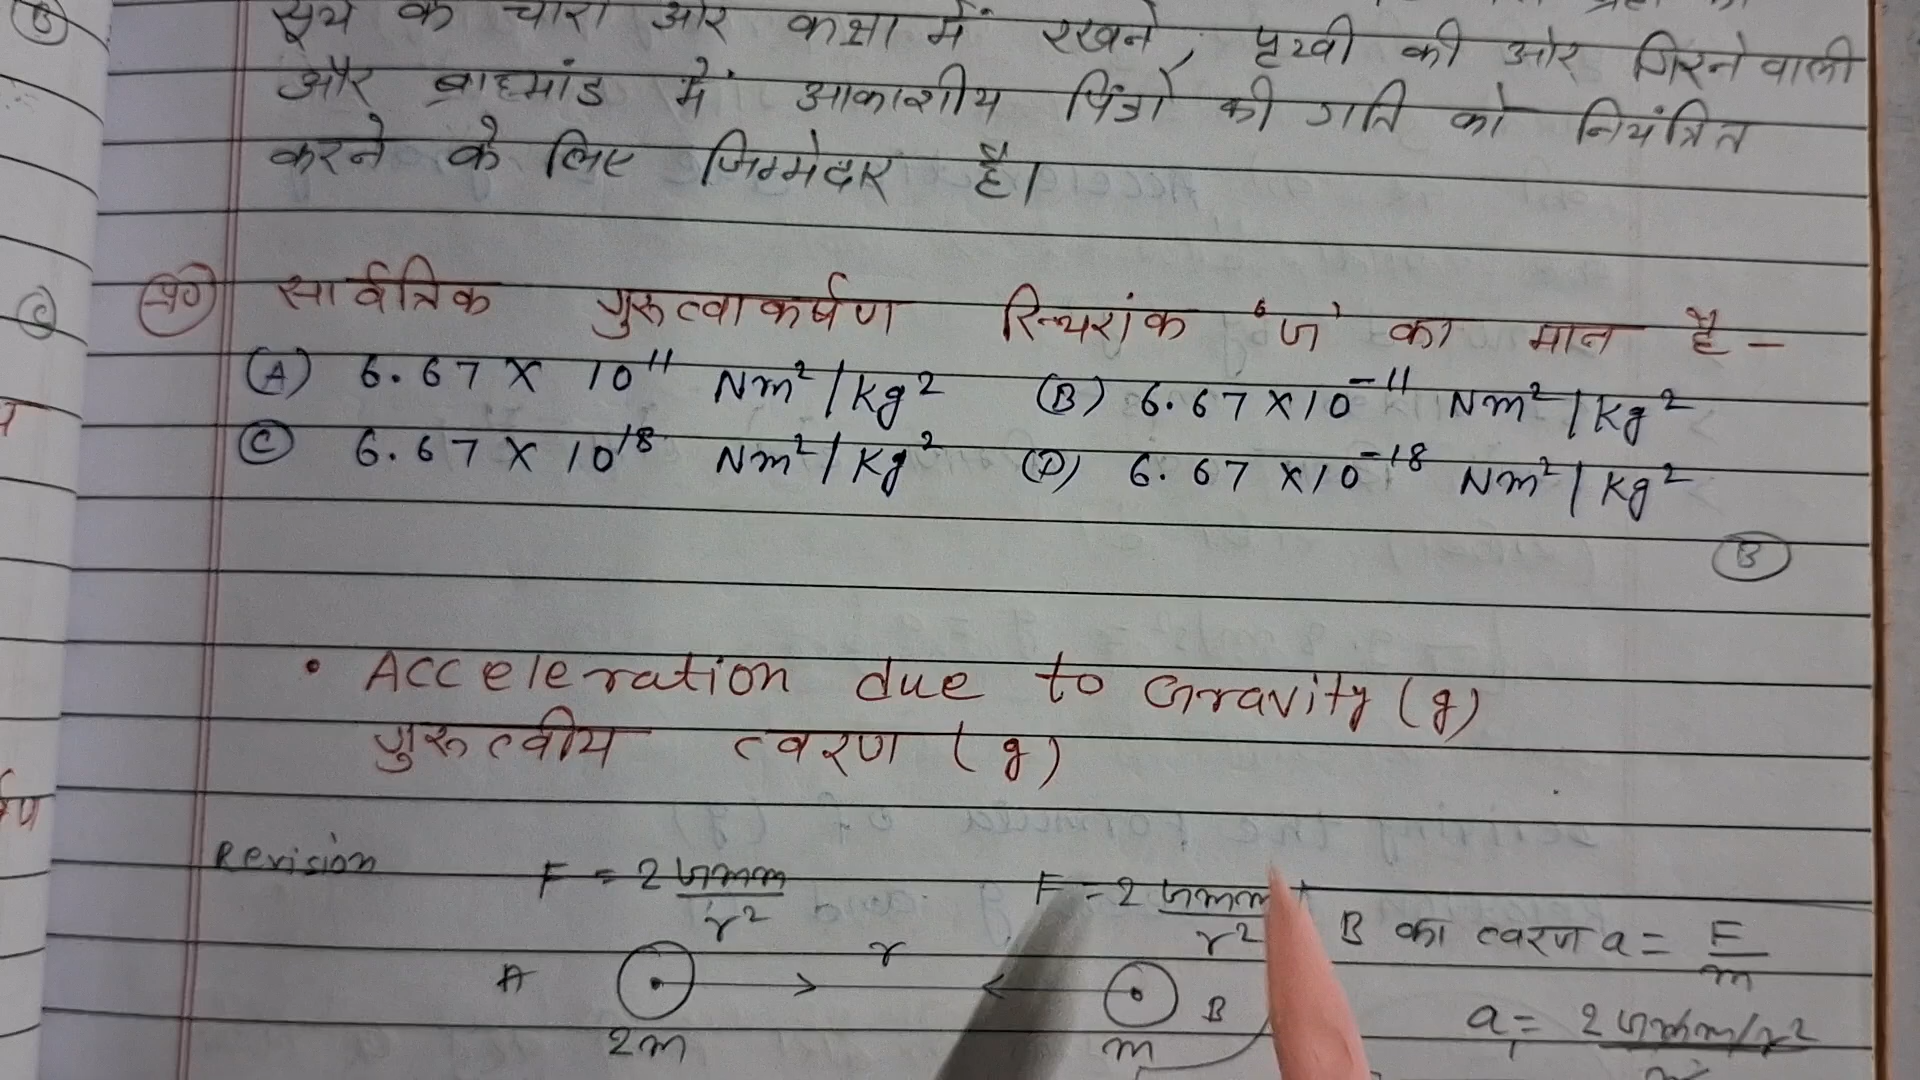 सूर्य के चारों ओर कक्षा में रखने, पृथ्वी की ओर गिरने वाली
और ब्राह्मांड में आकाशीय पिंडों की गति को नियंत्रित
करने के लिए जिम्मेदार है।
सार्वत्रिक गुरुत्वाकर्षण स्थिरांक 'G' का मान है -
(A) 6.67 X 10¹¹ Nm²/kg² (B) 6.67 X 10⁻¹¹ Nm²/kg²
(C) 6.67 X 10¹⁸ Nm²/kg² (D) 6.67 X 10⁻¹⁸ Nm²/kg²
(B)
• Acceleration due to Gravity (g)
गुरुत्वीय त्वरण (g)
Revision F = 2Gmm/r² F = 2Gmm/r² B का त्वरण a = F/m
A r B
2m m a = 2Gmm/r²